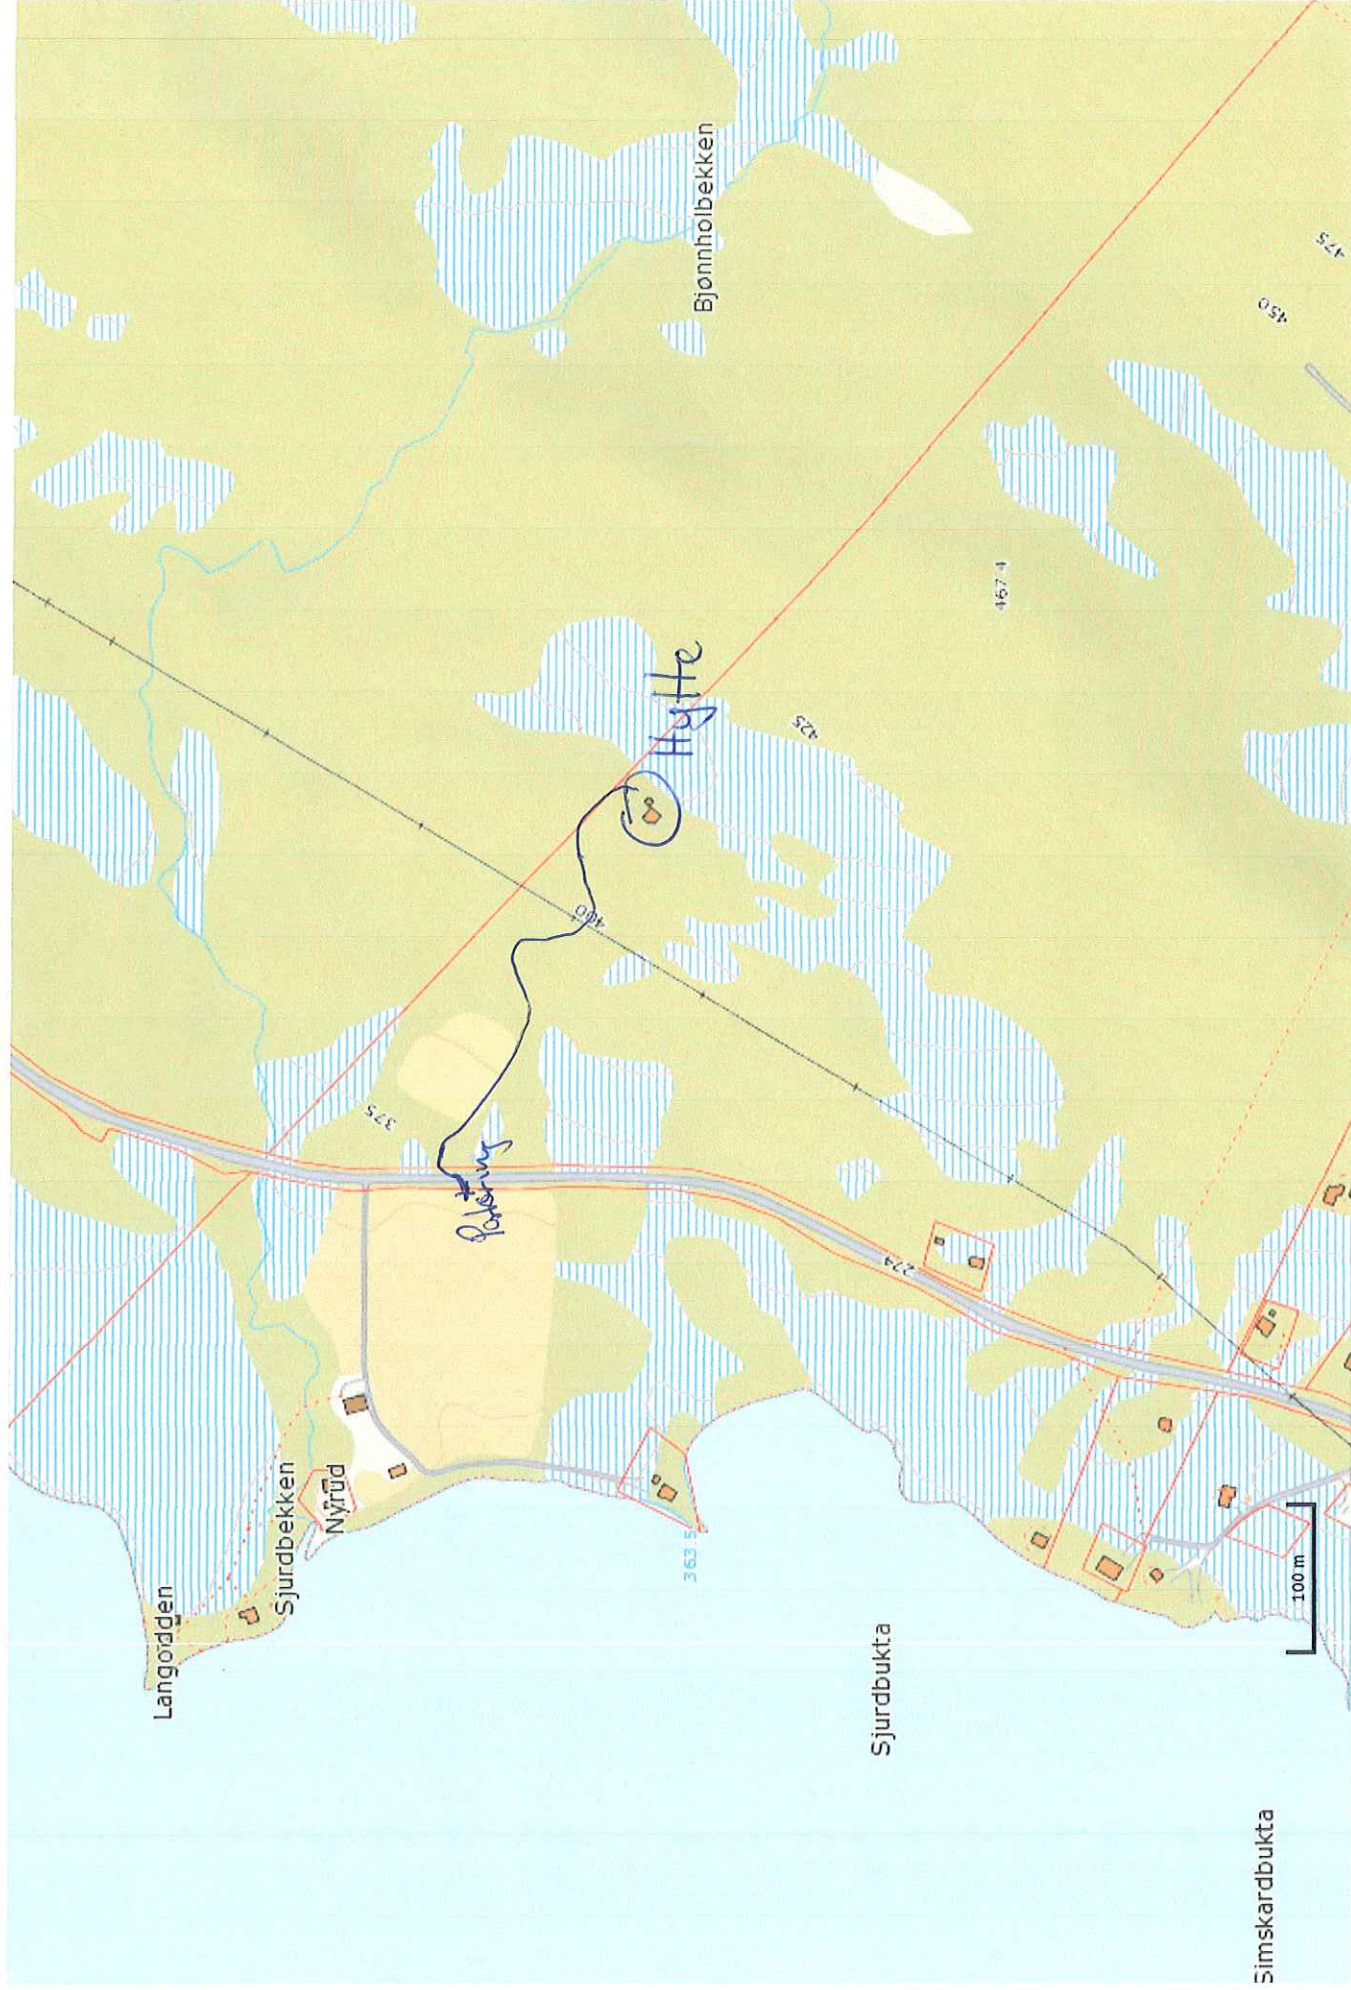 Bjønnholbekken
475
450
467.4
Hytte
425
400
375
Parkering
274
Sjurdbekken
Nyrud
Langodden
363.5
Sjurdbukta
100 m
Simskardbukta